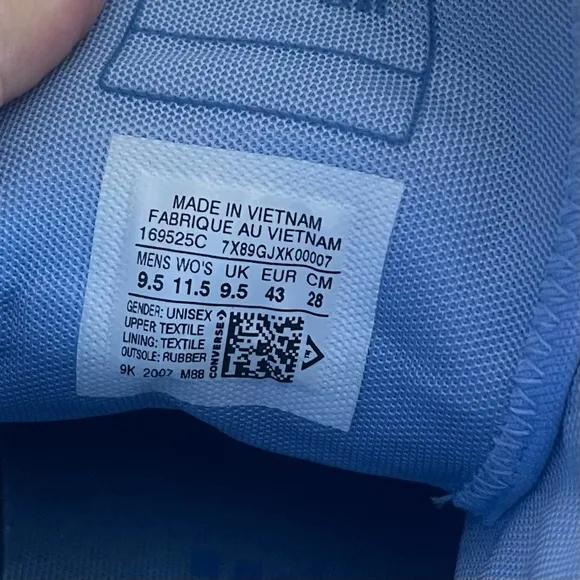 MADE IN VIETNAM
FABRIQUE AU VIETNAM
169525C 7X89GJXK00007
MENS WO'S UK EUR CM
9.5 11.5 9.5 43 28
GENDER: UNISEX
UPPER TEXTILE
LINING: TEXTILE
OUTSOLE: RUBBER
CONVERSE
9K 2007 M88